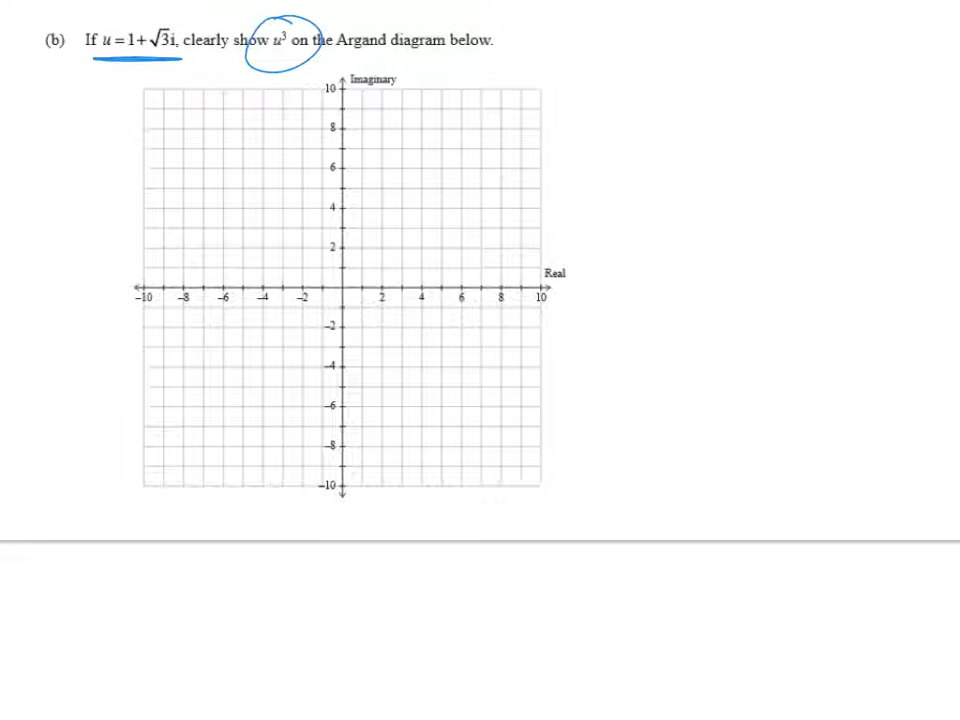 (b) If u = 1 + √3i, clearly show u³ on the Argand diagram below.
Imaginary
10
8
6
4
2
Real
–10 –8 –6 –4 –2 2 4 6 8 10
–2
–4
–6
–8
–10